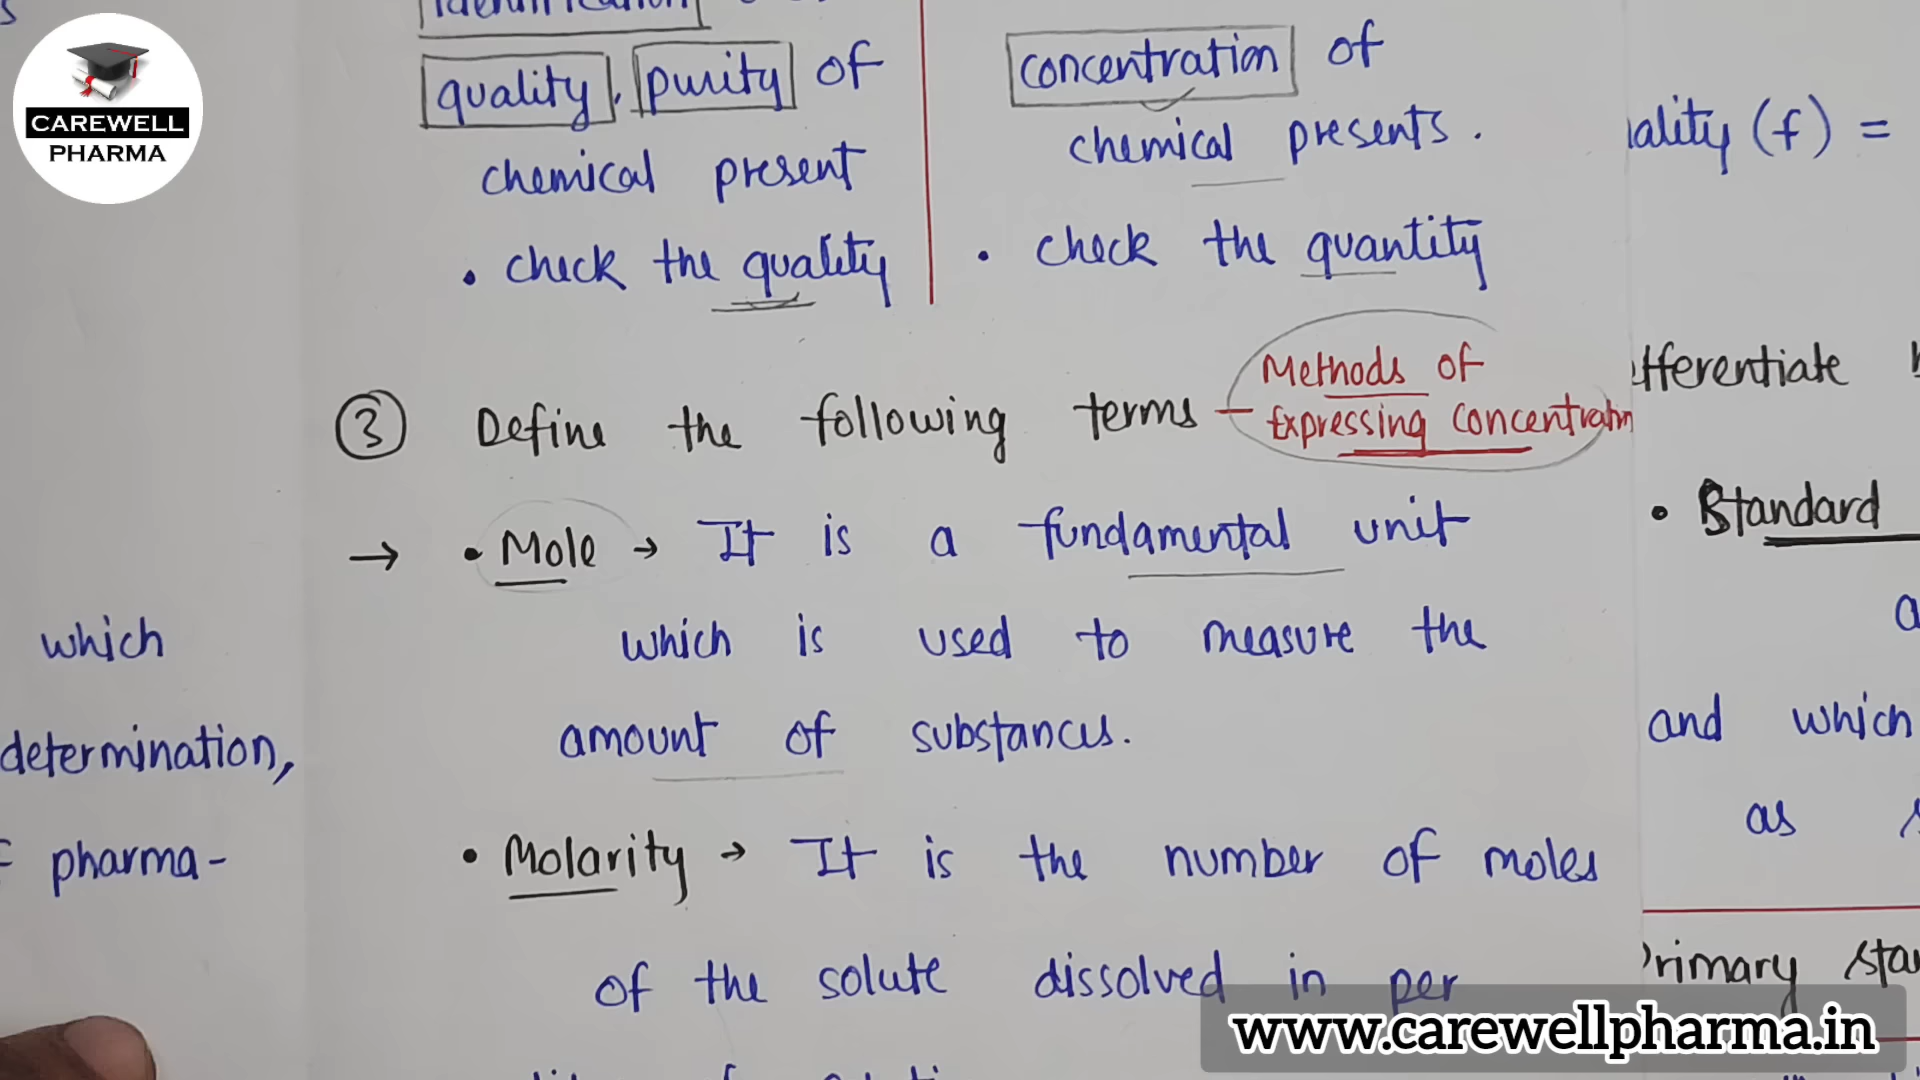 CAREWELL
PHARMA
Identification
quality, purity of
chemical present
• check the quality
concentration of
chemical presents.
• check the quantity
③ Define the following terms — Methods of
Expressing concentration
→ • Mole → It is a fundamental unit
which is used to measure the
amount of substances.
• Molarity → It is the number of moles
of the solute dissolved in per
which
determination,
pharma-
ality (f) =
fferentiate
• Standard
and which
as
Primary
www.carewellpharma.in